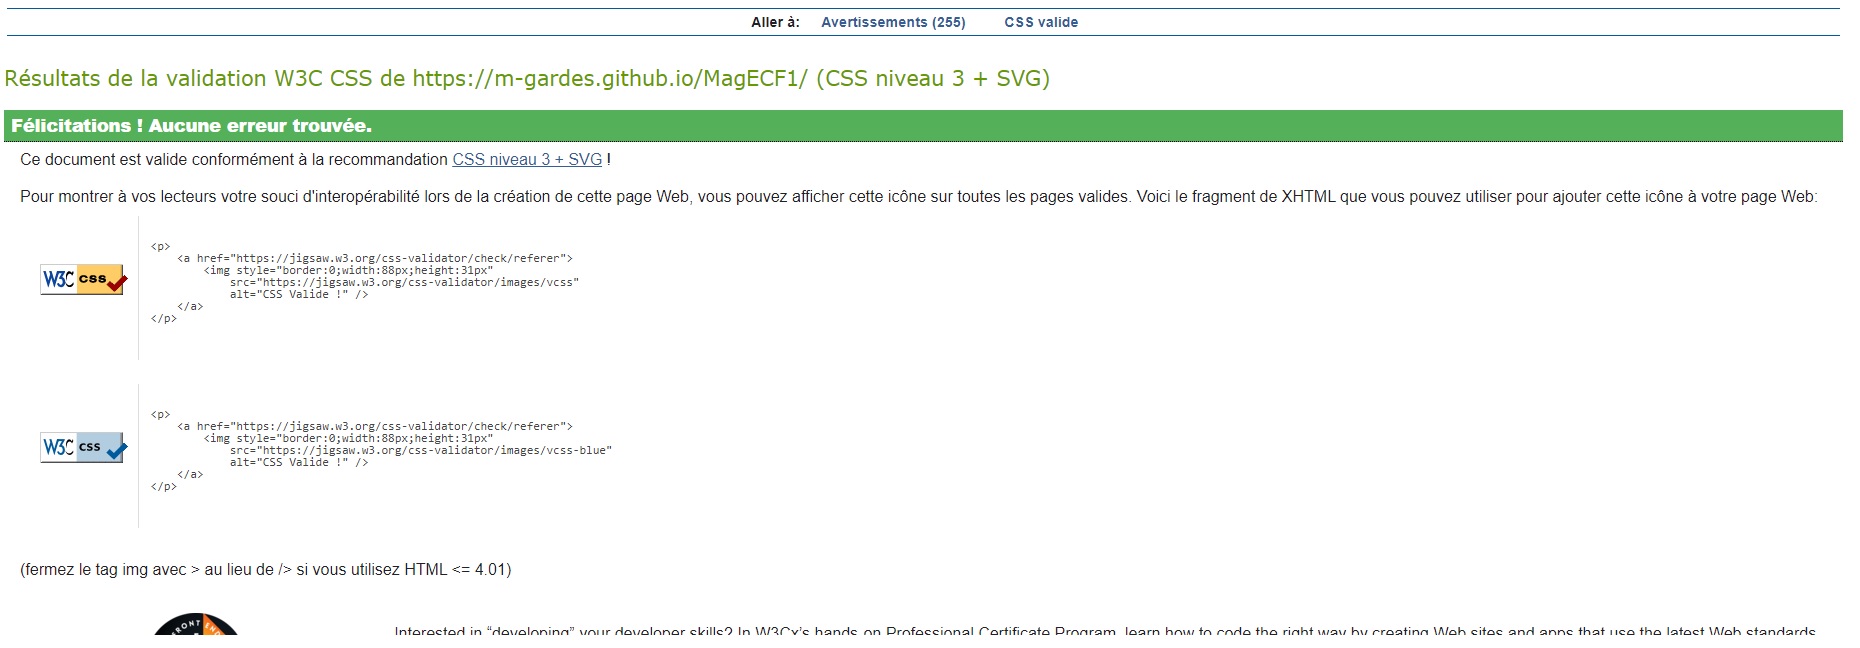 Aller à: Avertissements (255) CSS valide
Résultats de la validation W3C CSS de https://m-gardes.github.io/MagECF1/ (CSS niveau 3 + SVG)
Félicitations ! Aucune erreur trouvée.
Ce document est valide conformément à la recommandation CSS niveau 3 + SVG !
Pour montrer à vos lecteurs votre souci d'interopérabilité lors de la création de cette page Web, vous pouvez afficher cette icône sur toutes les pages valides. Voici le fragment de XHTML que vous pouvez utiliser pour ajouter cette icône à votre page Web:
W3C css
<p>
    <a href="https://jigsaw.w3.org/css-validator/check/referer">
        <img style="border:0;width:88px;height:31px"
            src="https://jigsaw.w3.org/css-validator/images/vcss"
            alt="CSS Valide !" />
    </a>
</p>
W3C css
<p>
    <a href="https://jigsaw.w3.org/css-validator/check/referer">
        <img style="border:0;width:88px;height:31px"
            src="https://jigsaw.w3.org/css-validator/images/vcss-blue"
            alt="CSS Valide !" />
    </a>
</p>
(fermez le tag img avec > au lieu de /> si vous utilisez HTML <= 4.01)
FRONT END
Interested in “developing” your developer skills? In W3Cx’s hands-on Professional Certificate Program, learn how to code the right way by creating Web sites and apps that use the latest Web standards.